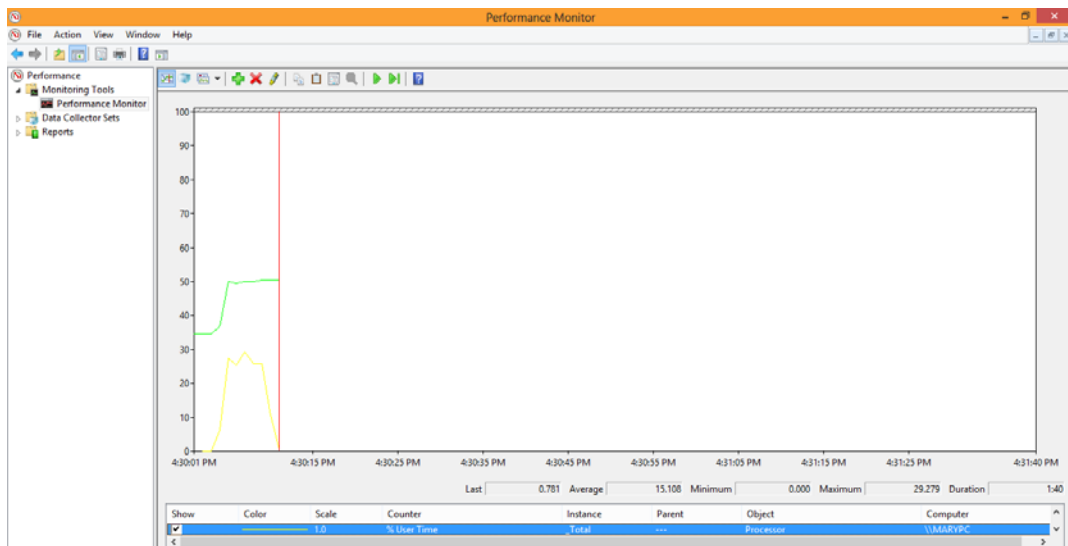 Performance Monitor
File Action View Window Help
Performance
Monitoring Tools
Performance Monitor
Data Collector Sets
Reports
100
90
80
70
60
50
40
30
20
10
0
4:30:01 PM 4:30:15 PM 4:30:25 PM 4:30:35 PM 4:30:45 PM 4:30:55 PM 4:31:05 PM 4:31:15 PM 4:31:25 PM 4:31:40 PM
Last 0.781 Average 15.108 Minimum 0.000 Maximum 29.279 Duration 1:40
Show Color Scale Counter Instance Parent Object Computer
1.0 % User Time _Total --- Processor \\MARYPC